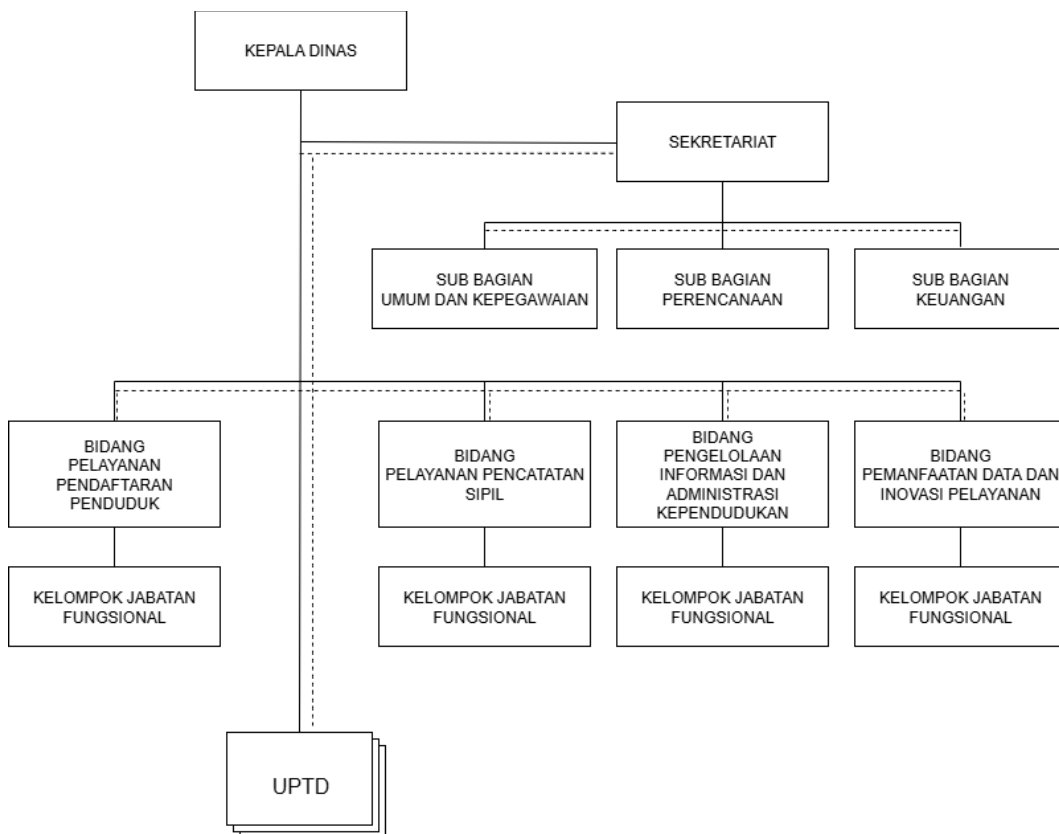 KEPALA DINAS
SEKRETARIAT
SUB BAGIAN
UMUM DAN KEPEGAWAIAN
SUB BAGIAN
PERENCANAAN
SUB BAGIAN
KEUANGAN
BIDANG
PELAYANAN
PENDAFTARAN
PENDUDUK
BIDANG
PELAYANAN PENCATATAN
SIPIL
BIDANG
PENGELOLAAN
INFORMASI DAN
ADMINISTRASI
KEPENDUDUKAN
BIDANG
PEMANFAATAN DATA DAN
INOVASI PELAYANAN
KELOMPOK JABATAN
FUNGSIONAL
KELOMPOK JABATAN
FUNGSIONAL
KELOMPOK JABATAN
FUNGSIONAL
KELOMPOK JABATAN
FUNGSIONAL
UPTD